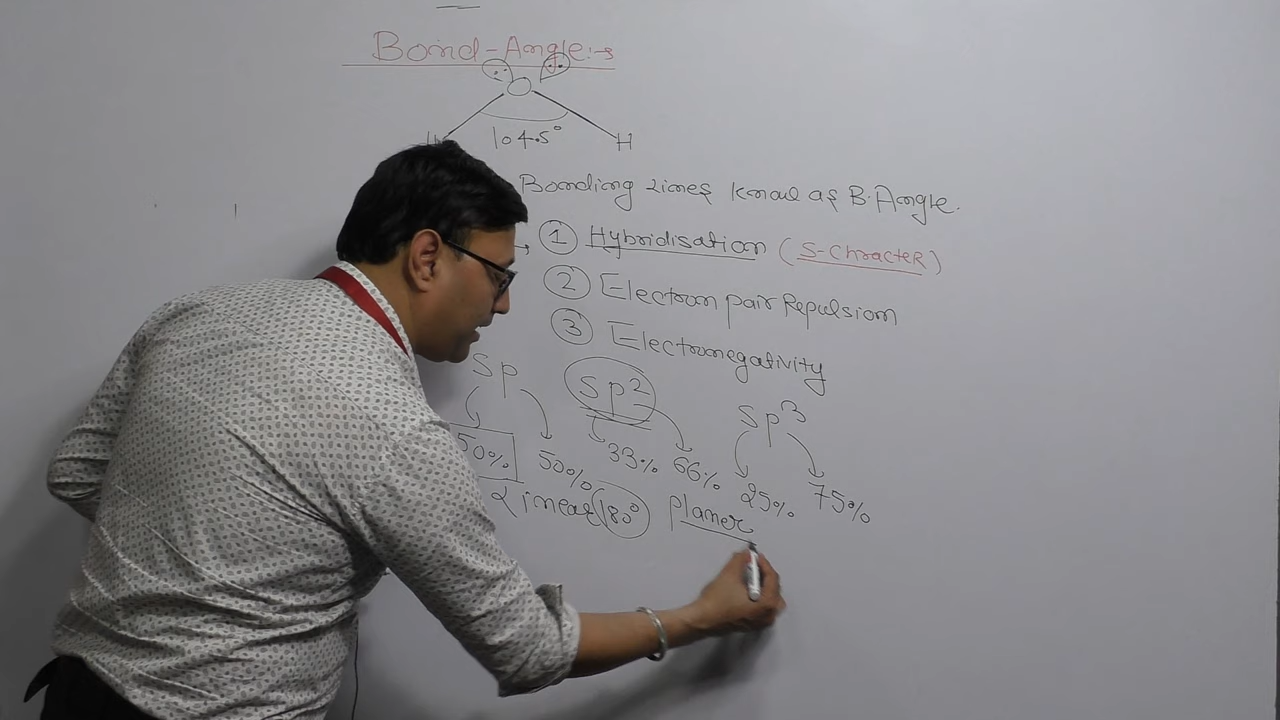 Bond-Angle:→
O
104.5° H
Bonding Lines Known as B. Angle.
① Hybridisation (S-ChracteR)
② Electron pair Repulsion
③ Electronegativity
Sp Sp² Sp³
50% 50% 33% 66% 25% 75%
Linear (180° planer